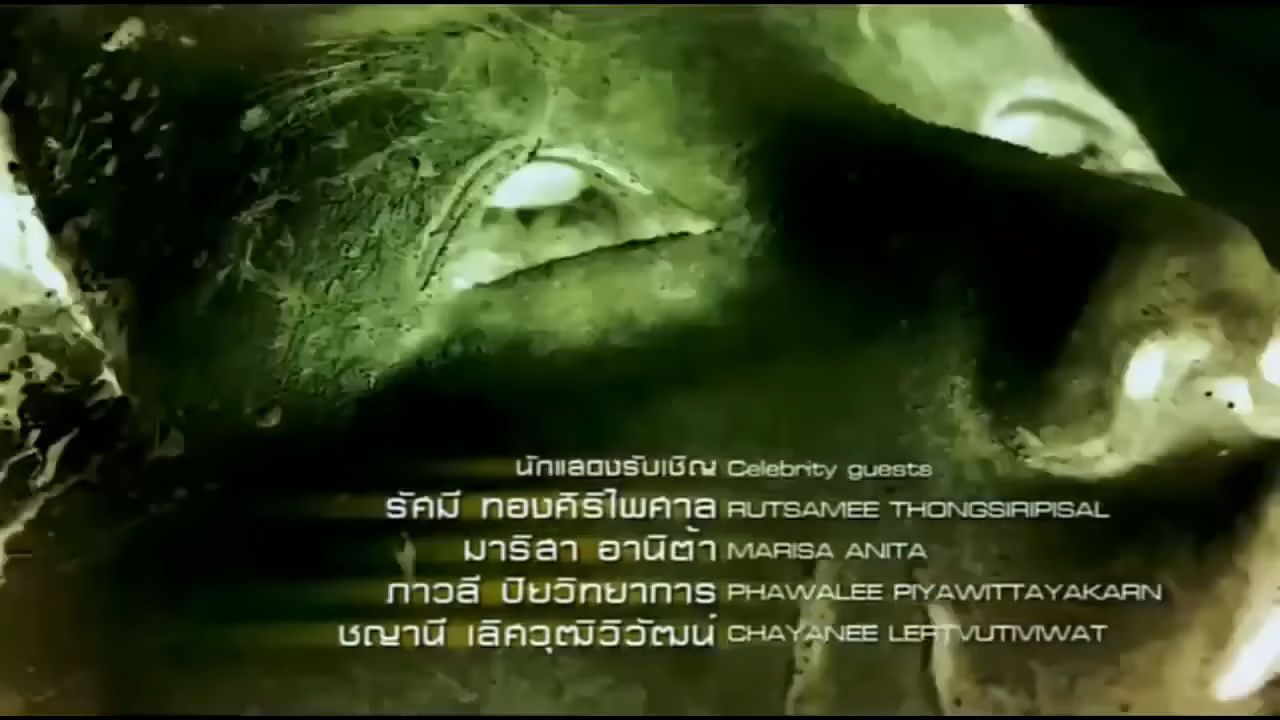 นักแสดงรับเชิญ Celebrity guests
รัศมี ทองศิริไพศาล RUTSAMEE THONGSIRIPISAL
มาริสา อานิต้า MARISA ANITA
ภาวลี ปิยวิทยาการ PHAWALEE PIYAWITTAYAKARN
ชญานี เลิศวุฒิวิวัฒน์ CHAYANEE LERTVUTIVIWAT